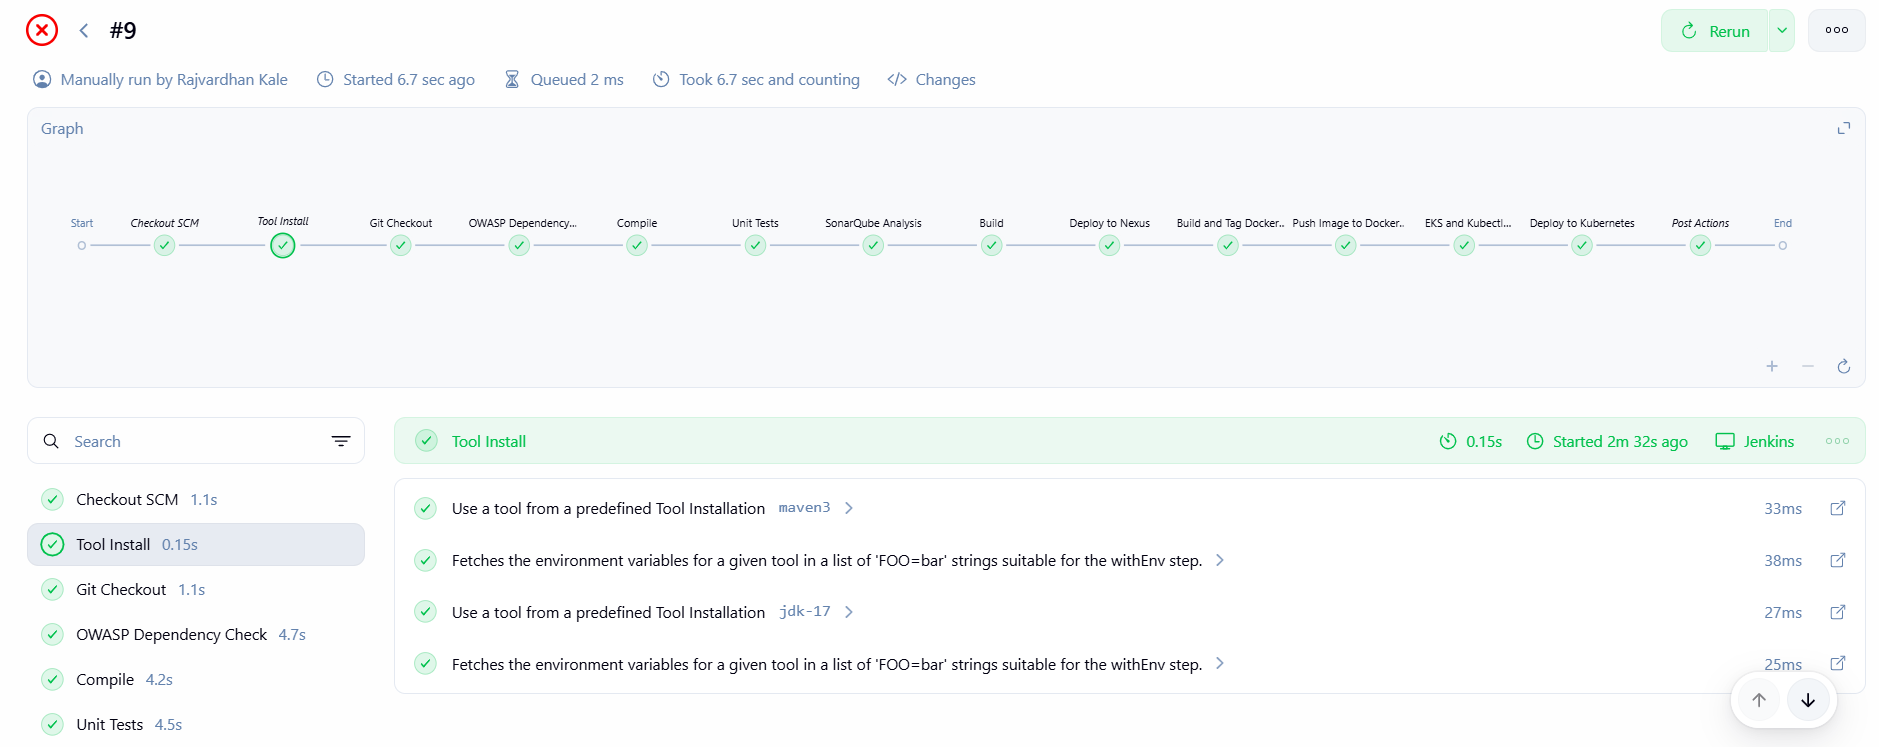 #9
Rerun
Manually run by Rajvardhan Kale
Started 6.7 sec ago
Queued 2 ms
Took 6.7 sec and counting
Changes
Graph
Start
Checkout SCM
Tool Install
Git Checkout
OWASP Dependency...
Compile
Unit Tests
SonarQube Analysis
Build
Deploy to Nexus
Build and Tag Docker..
Push Image to Docker..
EKS and Kubectl...
Deploy to Kubernetes
Post Actions
End
Search
Checkout SCM 1.1s
Tool Install 0.15s
Git Checkout 1.1s
OWASP Dependency Check 4.7s
Compile 4.2s
Unit Tests 4.5s
Tool Install
0.15s
Started 2m 32s ago
Jenkins
Use a tool from a predefined Tool Installation maven3 33ms
Fetches the environment variables for a given tool in a list of 'FOO=bar' strings suitable for the withEnv step. 38ms
Use a tool from a predefined Tool Installation jdk-17 27ms
Fetches the environment variables for a given tool in a list of 'FOO=bar' strings suitable for the withEnv step. 25ms